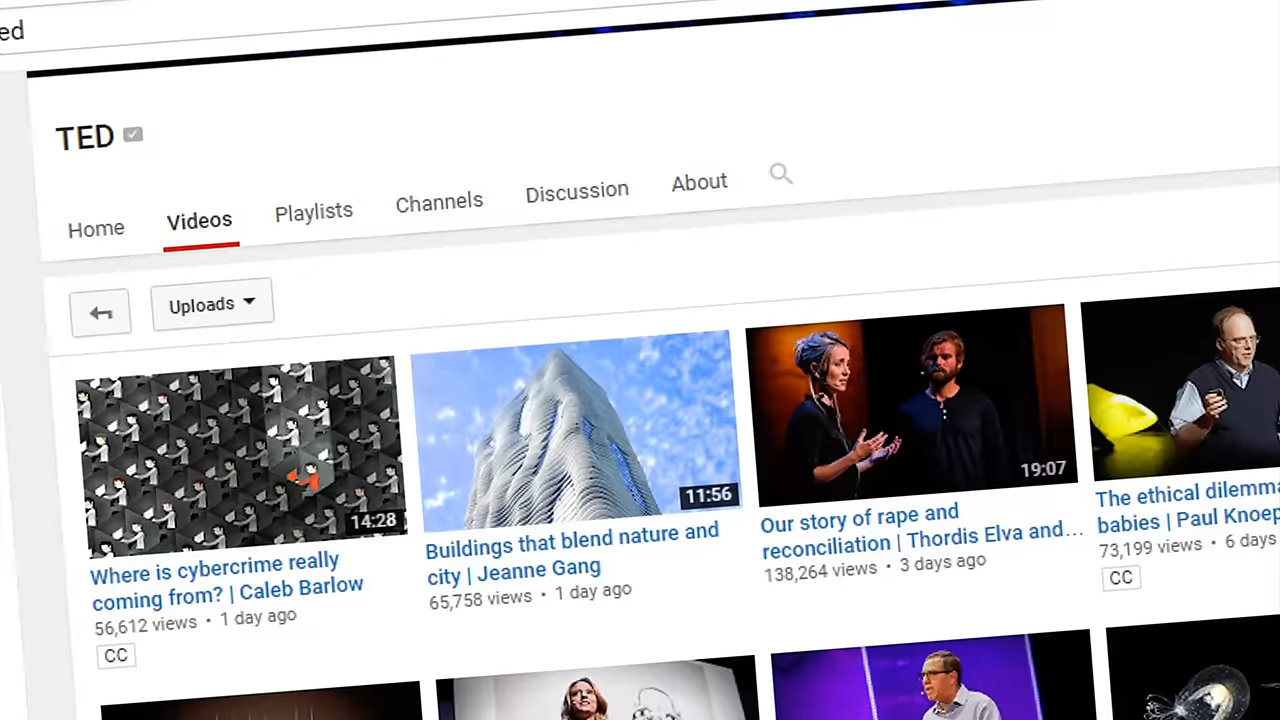 ed
TED
Home Videos Playlists Channels Discussion About
Uploads
14:28
11:56
19:07
Where is cybercrime really
coming from? | Caleb Barlow
56,612 views • 1 day ago
CC
Buildings that blend nature and
city | Jeanne Gang
65,758 views • 1 day ago
Our story of rape and
reconciliation | Thordis Elva and...
138,264 views • 3 days ago
The ethical dilemma
babies | Paul Knoep
73,199 views • 6 days
CC